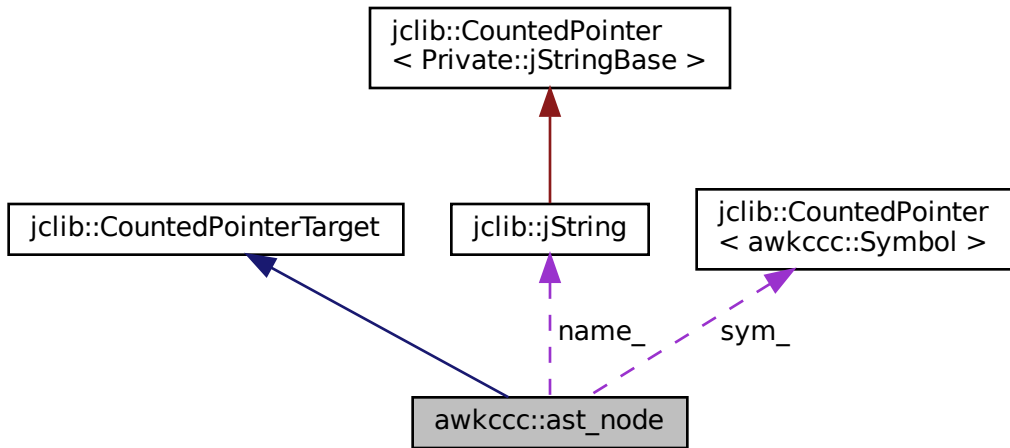 jclib::CountedPointer
< Private::jStringBase >
jclib::CountedPointerTarget
jclib::jString
jclib::CountedPointer
< awkccc::Symbol >
name_
sym_
awkccc::ast_node